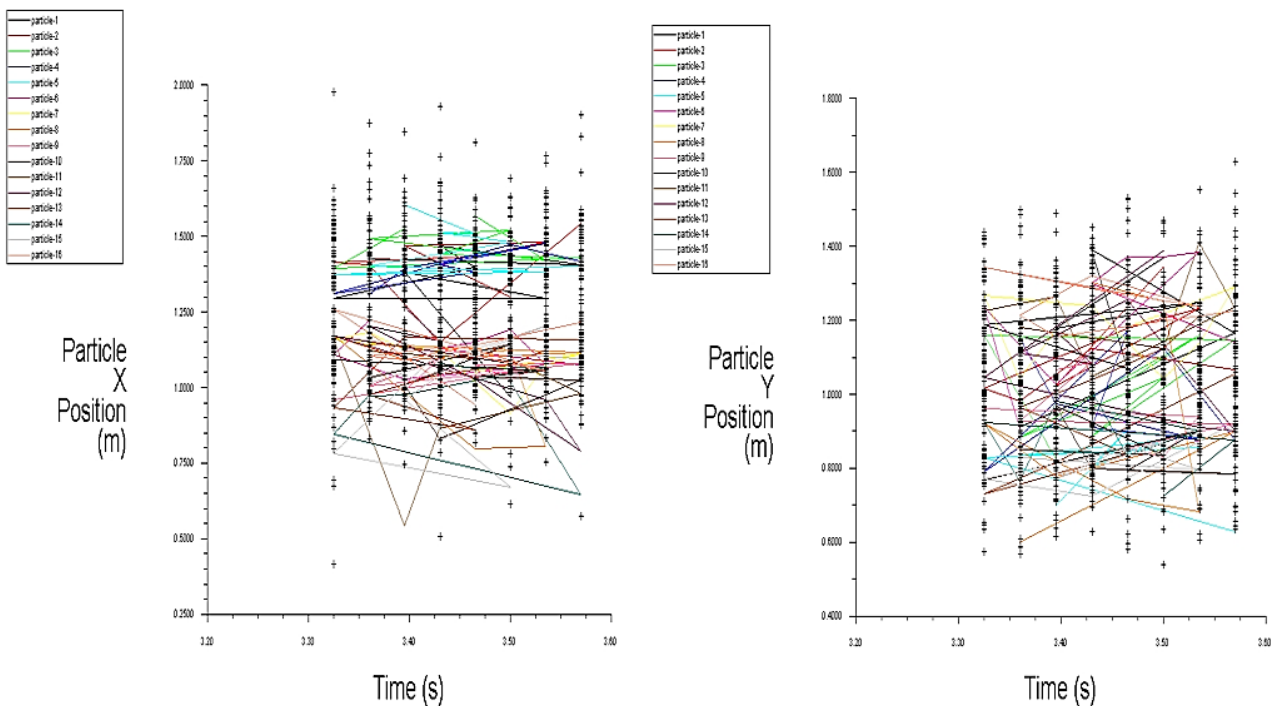 particle-1
particle-2
particle-3
particle-4
particle-5
particle-6
particle-7
particle-8
particle-9
particle-10
particle-11
particle-12
particle-13
particle-14
particle-15
particle-16
2.0000
1.7500
1.5000
1.2500
1.0000
0.7500
0.5000
0.2500
3.20
3.30
3.40
3.50
3.60
Particle
X
Position
(m)
Time (s)
particle-1
particle-2
particle-3
particle-4
particle-5
particle-6
particle-7
particle-8
particle-9
particle-10
particle-11
particle-12
particle-13
particle-14
particle-15
particle-16
1.8000
1.6000
1.4000
1.2000
1.0000
0.8000
0.6000
0.4000
3.20
3.30
3.40
3.50
3.60
Particle
Y
Position
(m)
Time (s)